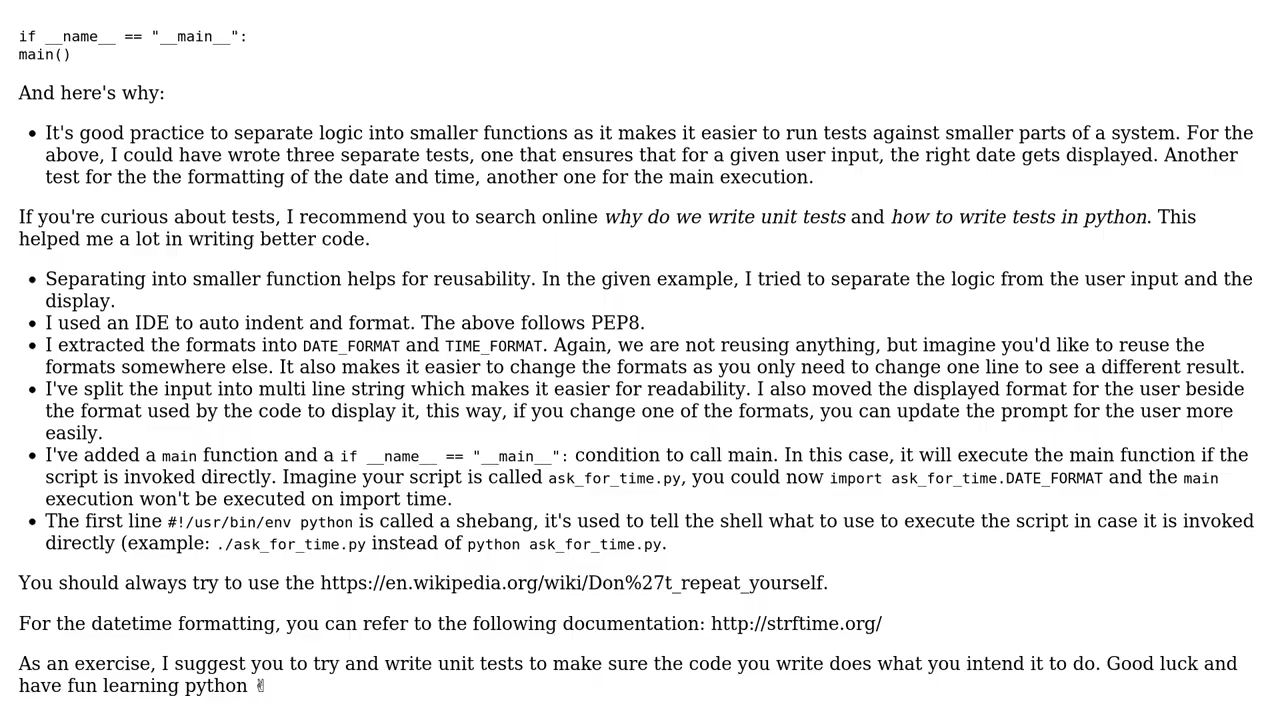 if __name__ == "__main__":
main()
And here's why:
• It's good practice to separate logic into smaller functions as it makes it easier to run tests against smaller parts of a system. For the
above, I could have wrote three separate tests, one that ensures that for a given user input, the right date gets displayed. Another
test for the the formatting of the date and time, another one for the main execution.
If you're curious about tests, I recommend you to search online why do we write unit tests and how to write tests in python. This
helped me a lot in writing better code.
• Separating into smaller function helps for reusability. In the given example, I tried to separate the logic from the user input and the
display.
• I used an IDE to auto indent and format. The above follows PEP8.
• I extracted the formats into DATE_FORMAT and TIME_FORMAT. Again, we are not reusing anything, but imagine you'd like to reuse the
formats somewhere else. It also makes it easier to change the formats as you only need to change one line to see a different result.
• I've split the input into multi line string which makes it easier for readability. I also moved the displayed format for the user beside
the format used by the code to display it, this way, if you change one of the formats, you can update the prompt for the user more
easily.
• I've added a main function and a if __name__ == "__main__": condition to call main. In this case, it will execute the main function if the
script is invoked directly. Imagine your script is called ask_for_time.py, you could now import ask_for_time.DATE_FORMAT and the main
execution won't be executed on import time.
• The first line #!/usr/bin/env python is called a shebang, it's used to tell the shell what to use to execute the script in case it is invoked
directly (example: ./ask_for_time.py instead of python ask_for_time.py.
You should always try to use the https://en.wikipedia.org/wiki/Don%27t_repeat_yourself.
For the datetime formatting, you can refer to the following documentation: http://strftime.org/
As an exercise, I suggest you to try and write unit tests to make sure the code you write does what you intend it to do. Good luck and
have fun learning python ✌